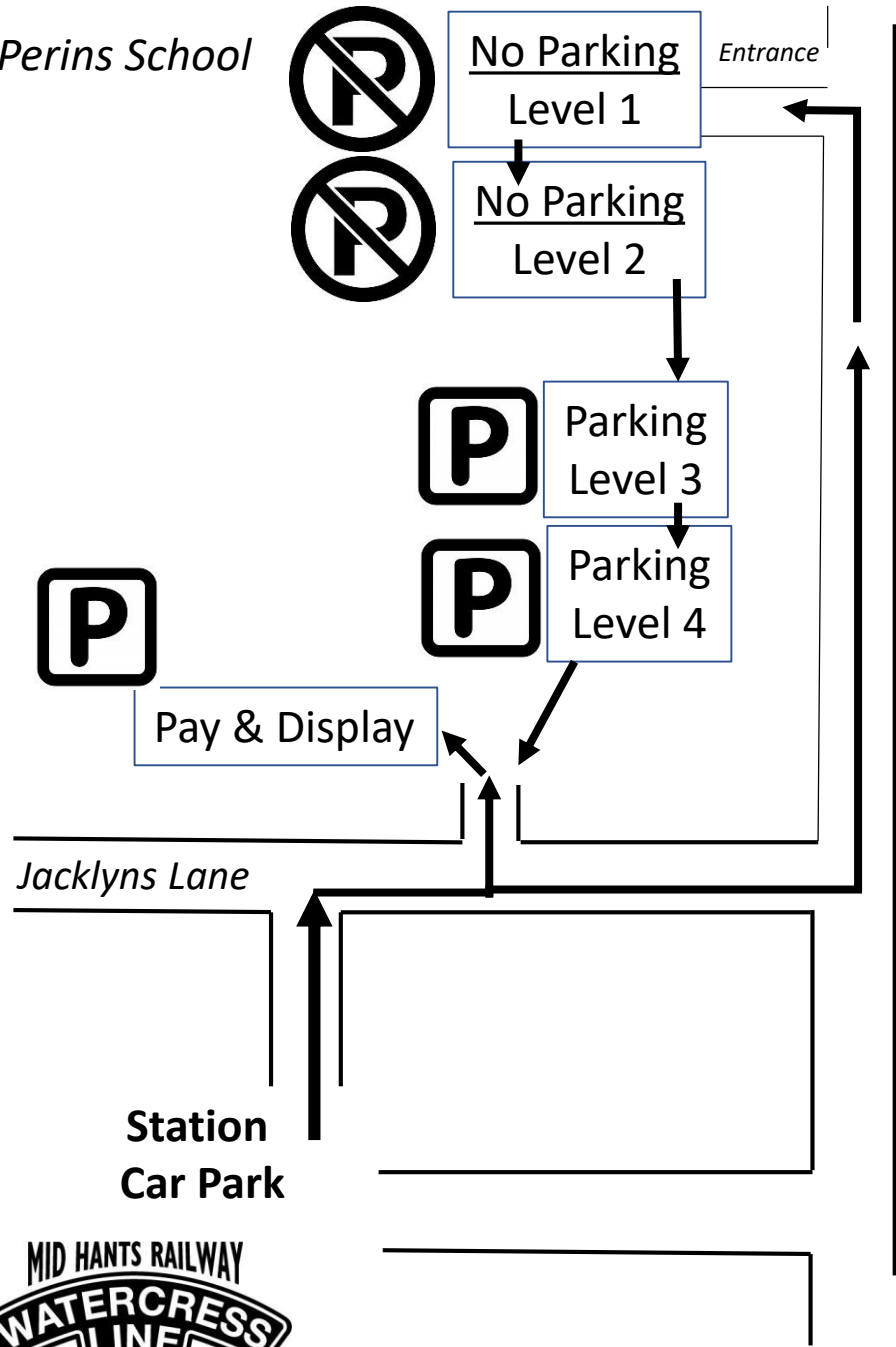 Perins School
P
No Parking
Level 1
Entrance
P
No Parking
Level 2
P
Parking
Level 3
P
Parking
Level 4
P
Pay & Display
Jacklyns Lane
Station
Car Park
MID HANTS RAILWAY
WATERCRESS
LINE